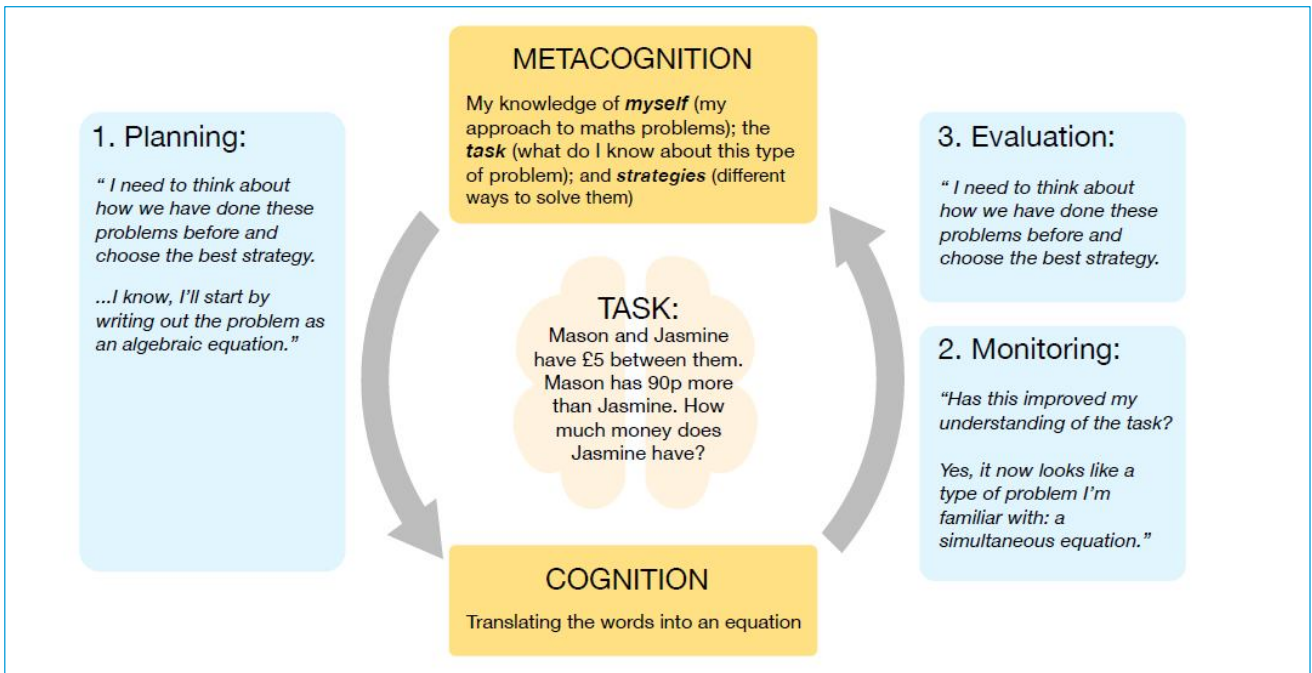 METACOGNITION
My knowledge of myself (my
approach to maths problems); the
task (what do I know about this type
of problem); and strategies (different
ways to solve them)
1. Planning:
“ I need to think about
how we have done these
problems before and
choose the best strategy.
...I know, I’ll start by
writing out the problem as
an algebraic equation.”
TASK:
Mason and Jasmine
have £5 between them.
Mason has 90p more
than Jasmine. How
much money does
Jasmine have?
3. Evaluation:
“ I need to think about
how we have done these
problems before and
choose the best strategy.
2. Monitoring:
“Has this improved my
understanding of the task?
Yes, it now looks like a
type of problem I’m
familiar with: a
simultaneous equation.”
COGNITION
Translating the words into an equation